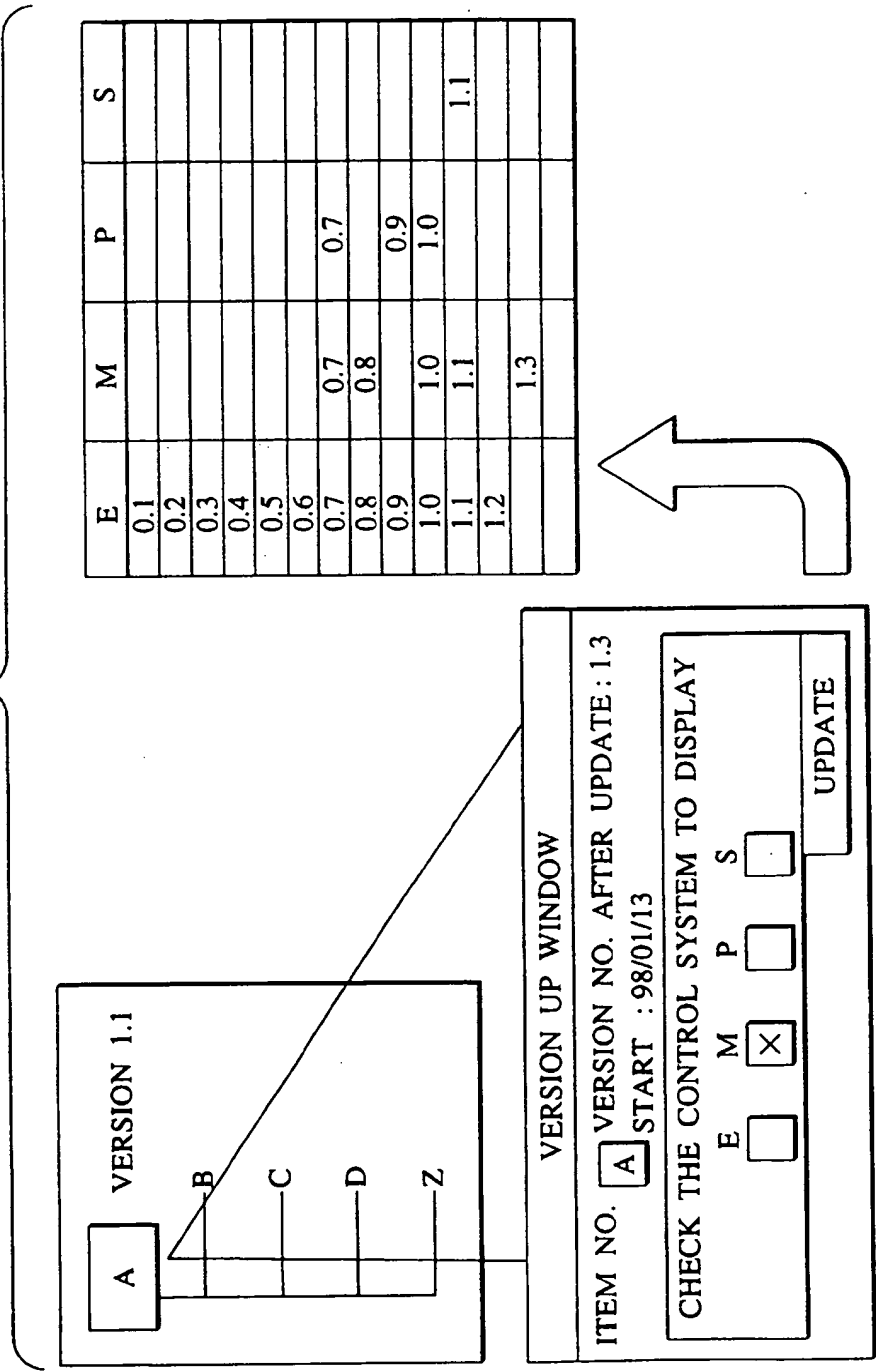 A VERSION 1.1
B
C
D
Z
VERSION UP WINDOW
ITEM NO. A VERSION NO. AFTER UPDATE : 1.3
START : 98/01/13
CHECK THE CONTROL SYSTEM TO DISPLAY
E M P S
X
UPDATE
E M P S
0.1
0.2
0.3
0.4
0.5
0.6
0.7 0.7 0.7
0.8 0.8
0.9 0.9
1.0 1.0 1.0
1.1 1.1 1.1
1.2
1.3